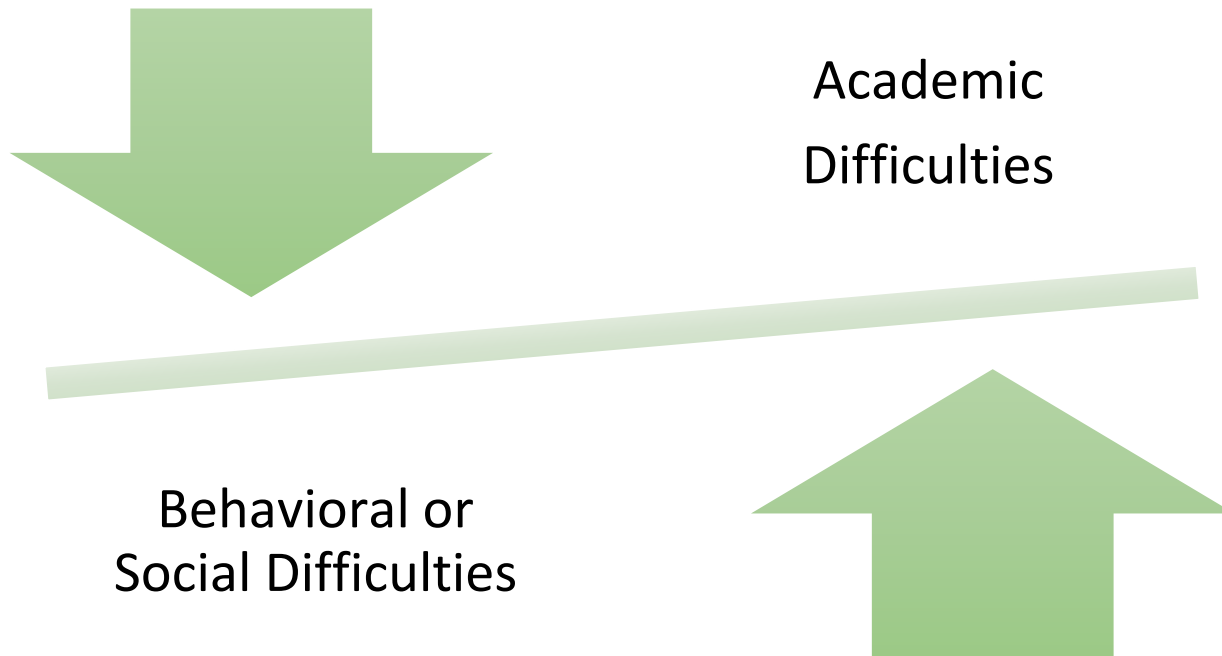 Academic
Difficulties
Behavioral or
Social Difficulties